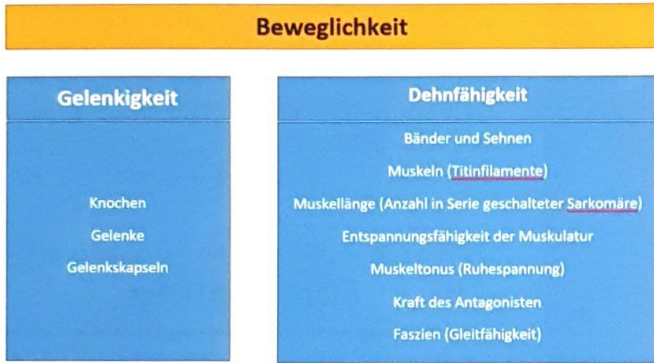 Beweglichkeit
Gelenkigkeit
Knochen
Gelenke
Gelenkskapseln
Dehnfähigkeit
Bänder und Sehnen
Muskeln (Titinfilamente)
Muskellänge (Anzahl in Serie geschalteter Sarkomäre)
Entspannungsfähigkeit der Muskulatur
Muskeltonus (Ruhespannung)
Kraft des Antagonisten
Faszien (Gleitfähigkeit)